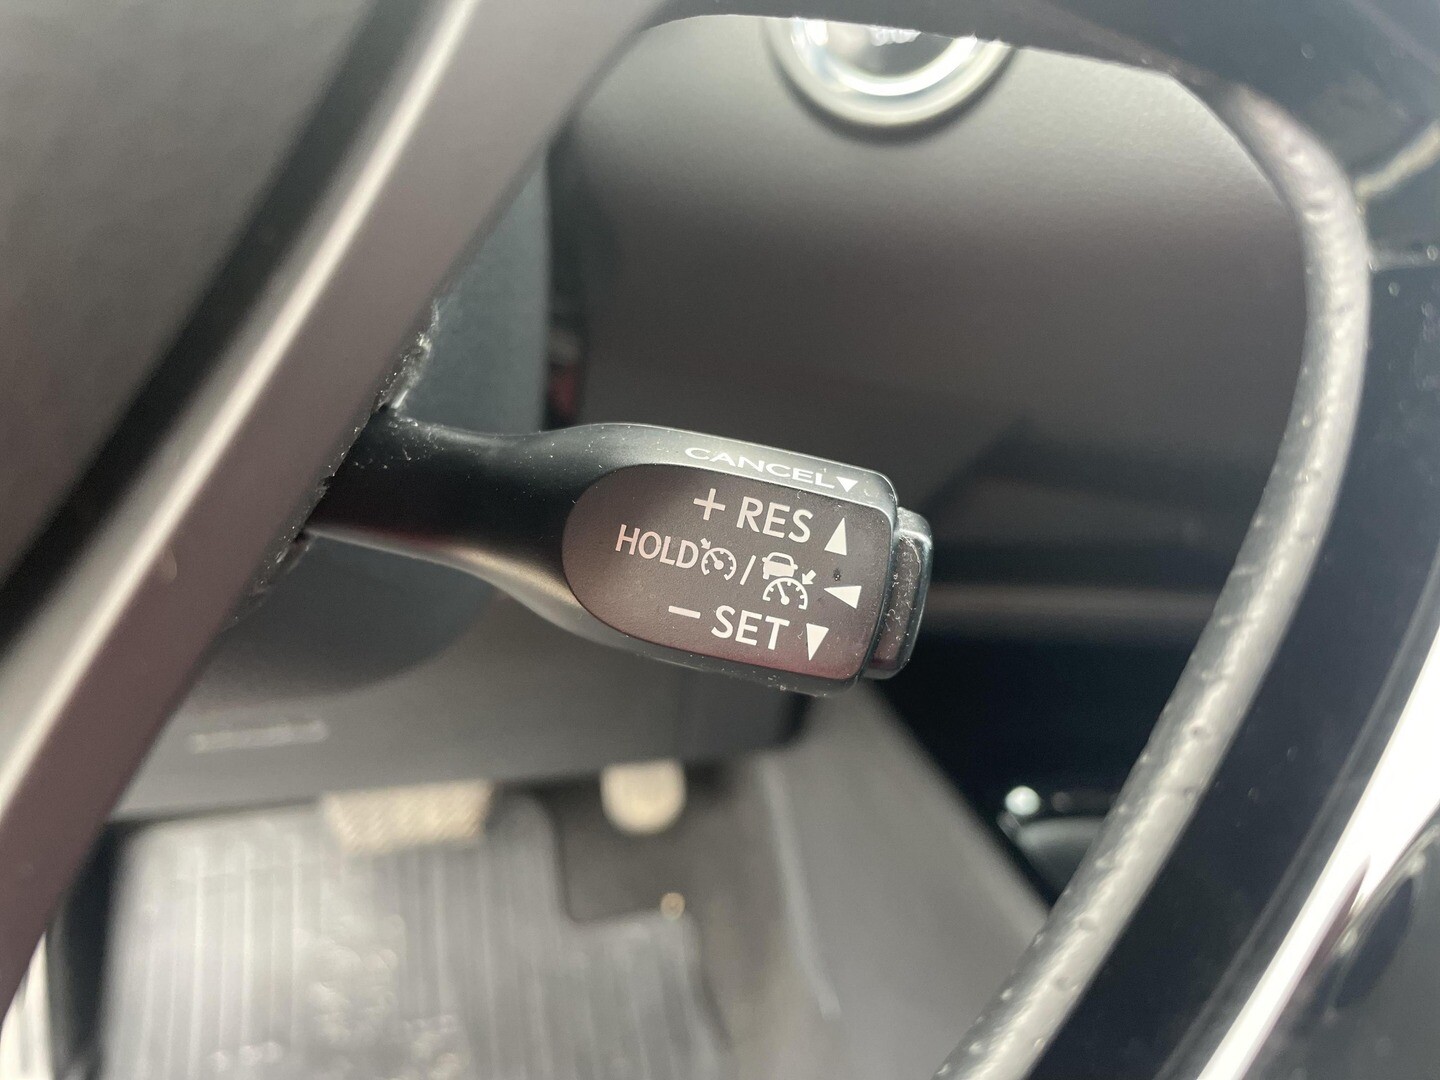 CANCEL▼
+ RES ▲
HOLD / ◀
− SET ▼